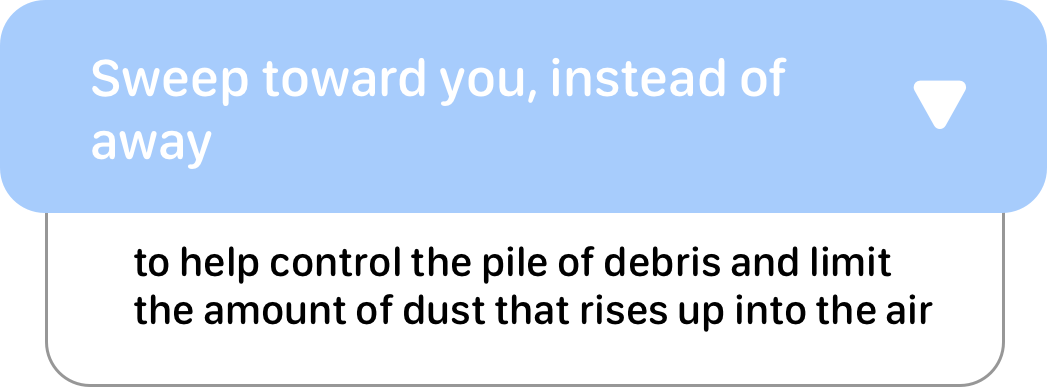 Sweep toward you, instead of
away
to help control the pile of debris and limit
the amount of dust that rises up into the air